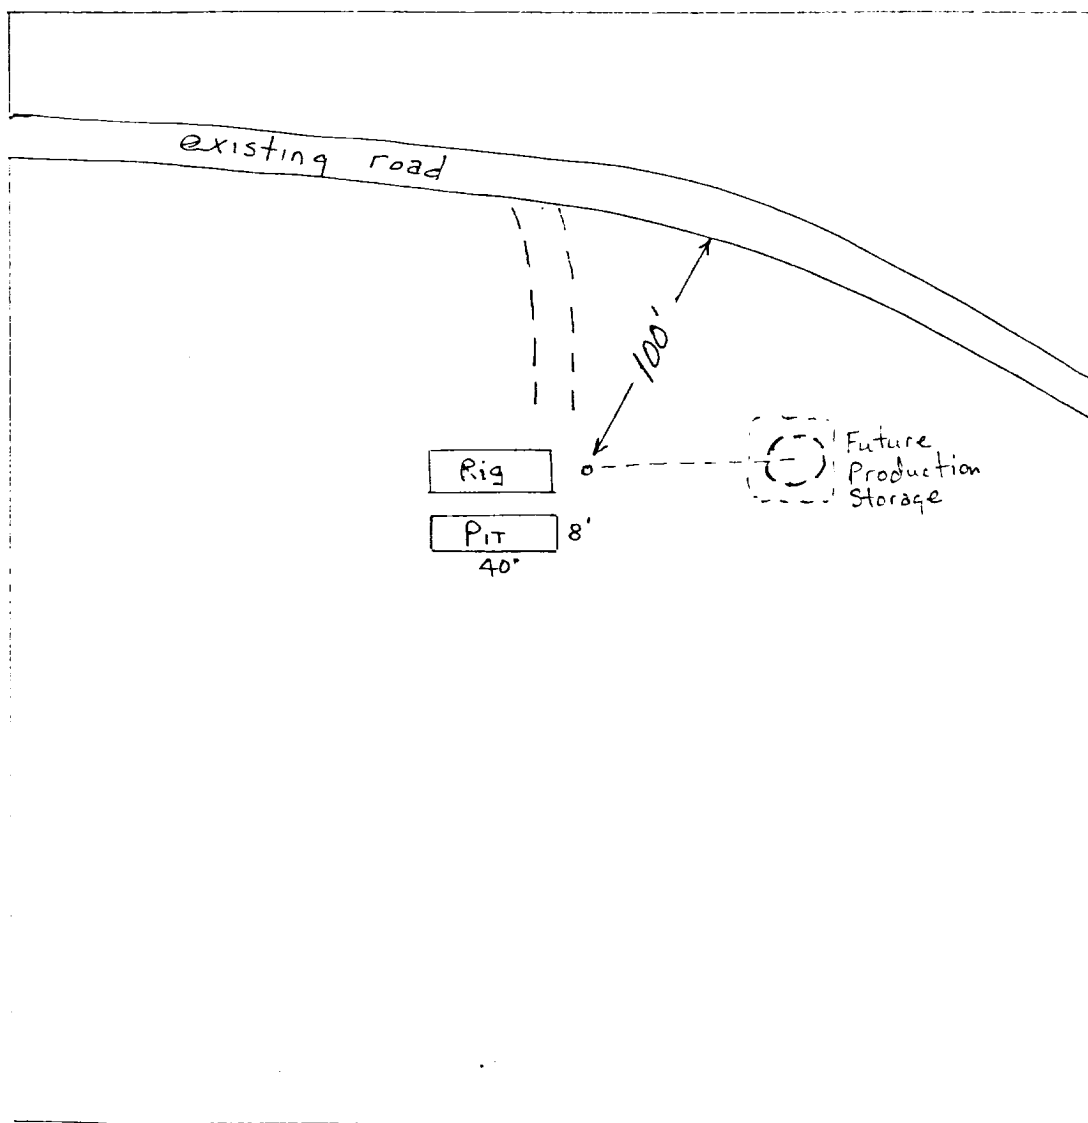 existing road
100'
Rig
Future
Production
Storage
PIT
8'
40'